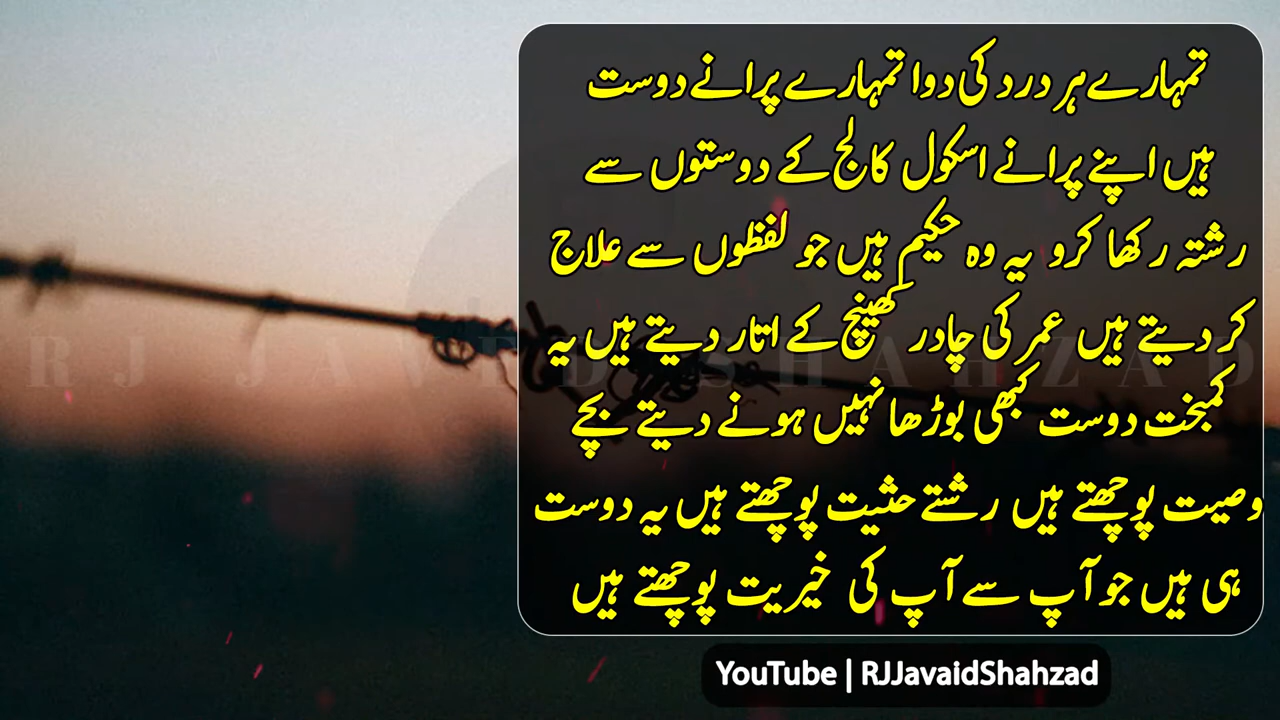 تمہارے ہر درد کی دوا تمہارے پرانے دوست
ہیں اپنے پرانے اسکول کالج کے دوستوں سے
رشتہ رکھا کرو یہ وہ حکیم ہیں جو لفظوں سے علاج
کر دیتے ہیں عمر کی چادر کھینچ کے اتار دیتے ہیں یہ
کمبخت دوست کبھی بوڑھا نہیں ہونے دیتے بچے
وصیت پوچھتے ہیں رشتے حثیت پوچھتے ہیں یہ دوست
ہی ہیں جو آپ سے آپ کی خیریت پوچھتے ہیں
RJ JAVAID SHAHZAD
YouTube | RJJavaidShahzad